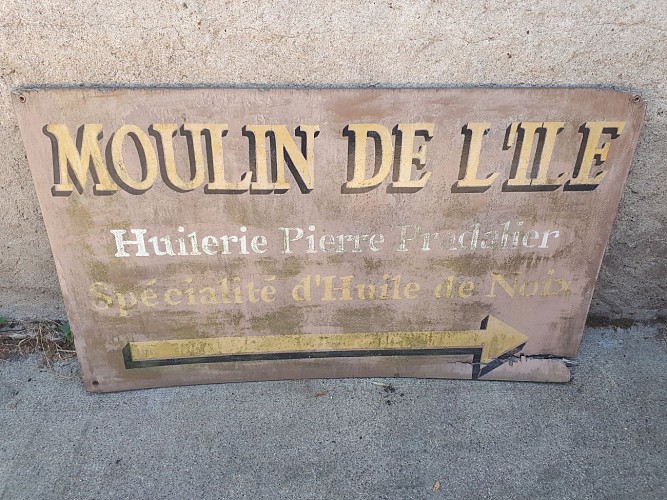 MOULIN DE L'ILE
Huilerie Pierre Pradalier
Spécialité d'Huile de Noix